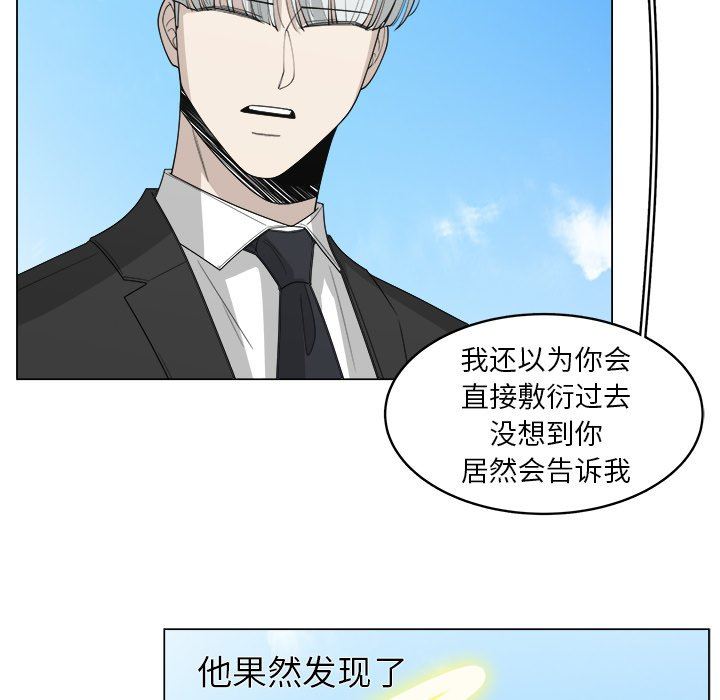 我还以为你会
直接敷衍过去
没想到你
居然会告诉我
他果然发现了